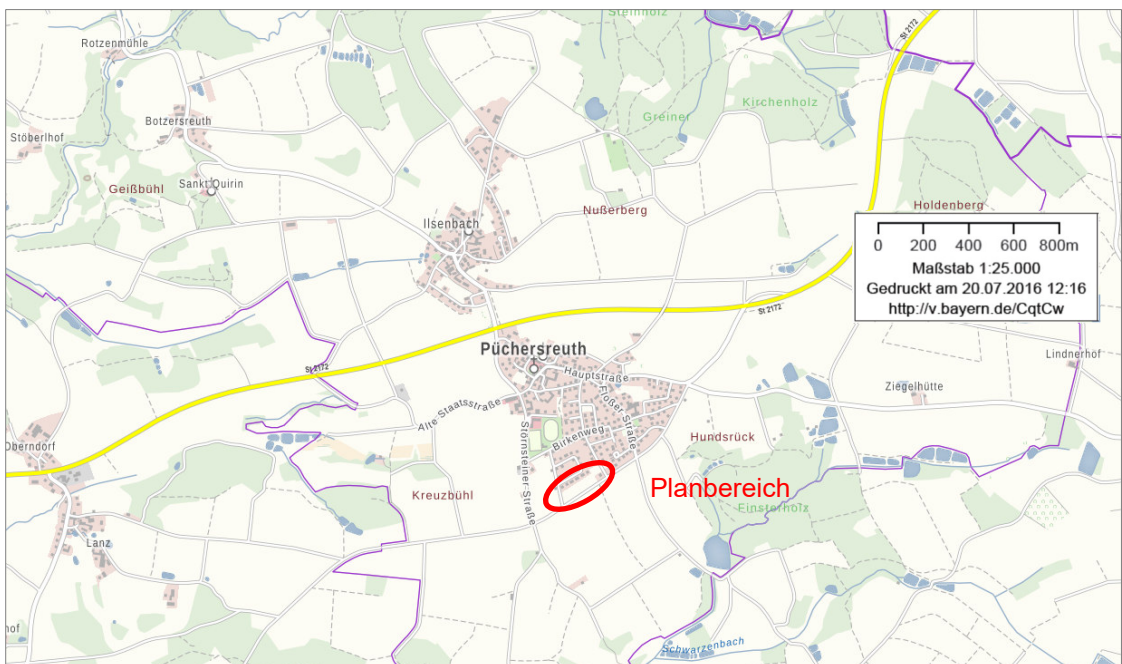 Steinholz
St 2172
Rotzenmühle
Kirchenholz
Greiner
Botzersreuth
Stöberlhof
Geißbühl
Sankt Quirin
Nußerberg
Holdenberg
Ilsenbach
0 200 400 600 800m
Maßstab 1:25.000
Gedruckt am 20.07.2016 12:16
http://v.bayern.de/CqtCw
St 2172
Püchersreuth
Lindnerhof
St 2172
Hauptstraße
Ziegelhütte
Floßer Straße
Alte-Staatsstraße
Störnsteiner-Straße
Birkenweg
Hundsrück
Oberndorf
Kreuzbühl
Planbereich
Einsterholz
Lanz
hof
Schwarzenbach